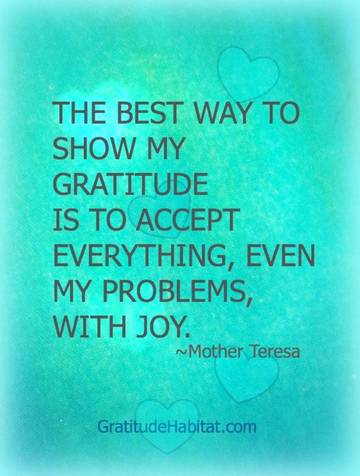 THE BEST WAY TO
SHOW MY
GRATITUDE
IS TO ACCEPT
EVERYTHING, EVEN
MY PROBLEMS,
WITH JOY.
~Mother Teresa
GratitudeHabitat.com